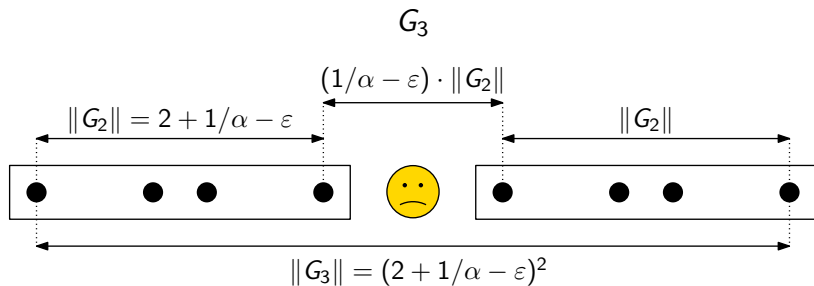 G₃
(1/α − ε) · ‖G₂‖
‖G₂‖ = 2 + 1/α − ε
‖G₂‖
‖G₃‖ = (2 + 1/α − ε)²